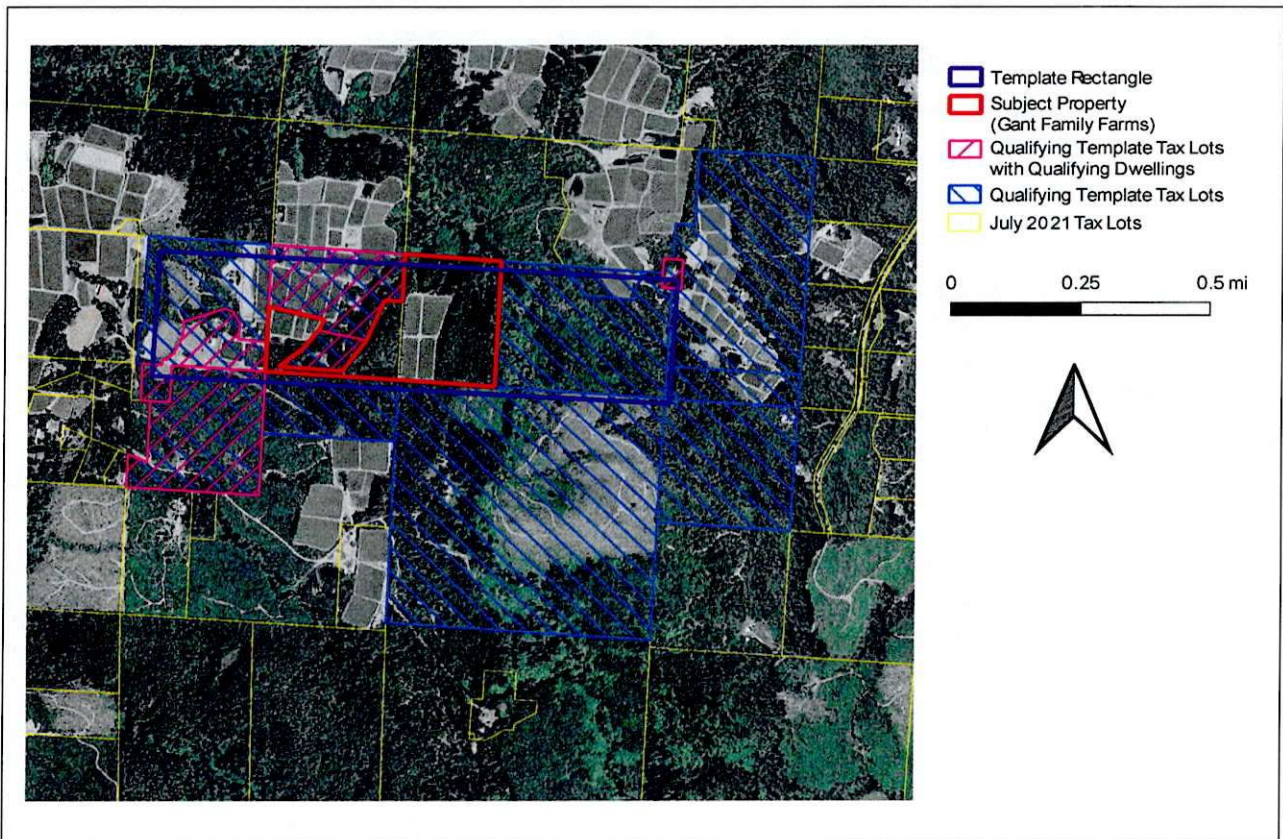 Template Rectangle
Subject Property
(Gant Family Farms)
Qualifying Template Tax Lots
with Qualifying Dwellings
Qualifying Template Tax Lots
July 2021 Tax Lots
0 0.25 0.5 mi